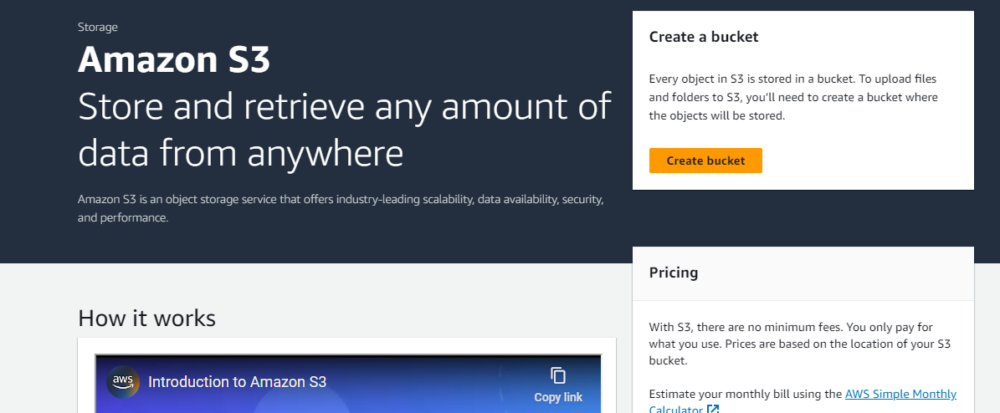 Storage
Amazon S3
Store and retrieve any amount of
data from anywhere
Amazon S3 is an object storage service that offers industry-leading scalability, data availability, security,
and performance.
Create a bucket
Every object in S3 is stored in a bucket. To upload files
and folders to S3, you'll need to create a bucket where
the objects will be stored.
Create bucket
How it works
aws
Introduction to Amazon S3
Copy link
Pricing
With S3, there are no minimum fees. You only pay for
what you use. Prices are based on the location of your S3
bucket.
Estimate your monthly bill using the AWS Simple Monthly
Calculator